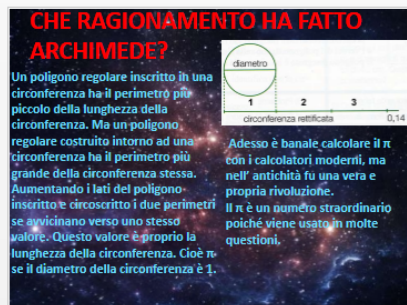 CHE RAGIONAMENTO HA FATTO
ARCHIMEDE?
Un poligono regolare inscritto in una
circonferenza ha il perimetro più
piccolo della lunghezza della
circonferenza. Ma un poligono
regolare costruito intorno ad una
circonferenza ha il perimetro più
grande della circonferenza stessa.
Aumentando i lati del poligono
inscritto e circoscritto i due perimetri
se avvicinano verso uno stesso
valore. Questo valore è proprio la
lunghezza della circonferenza. Cioè π
se il diametro della circonferenza è 1.
diametro
1 2 3
circonferenza rettificata 0,14
Adesso è banale calcolare il π
con i calcolatori moderni, ma
nell' antichità fu una vera e
propria rivoluzione.
Il π è un numero straordinario
poiché viene usato in molte
questioni.